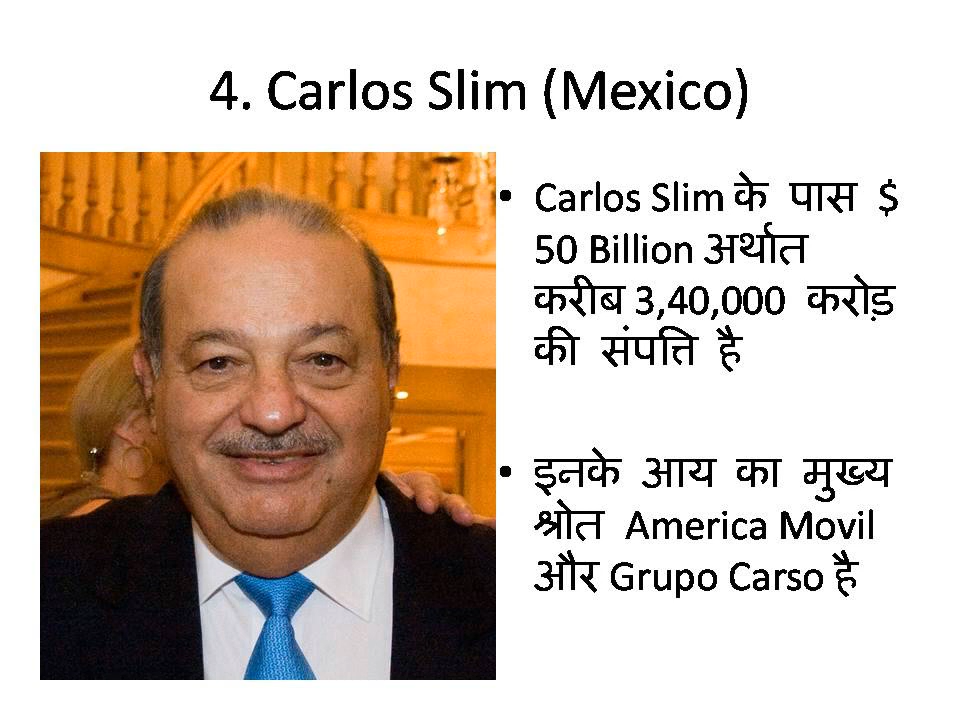 4. Carlos Slim (Mexico)
• Carlos Slim के पास $
50 Billion अर्थात
करीब 3,40,000 करोड़
की संपत्ति है
• इनके आय का मुख्य
श्रोत America Movil
और Grupo Carso है